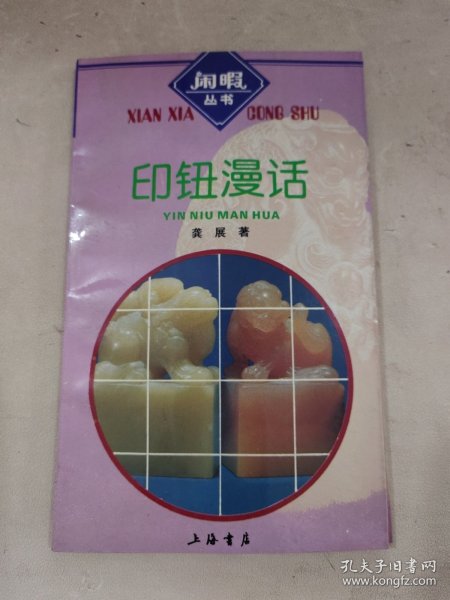 闲暇
丛书
XIAN XIA CONG SHU
印钮漫话
YIN NIU MAN HUA
龚展著
上海书店
孔夫子旧书网
www.kongfz.com